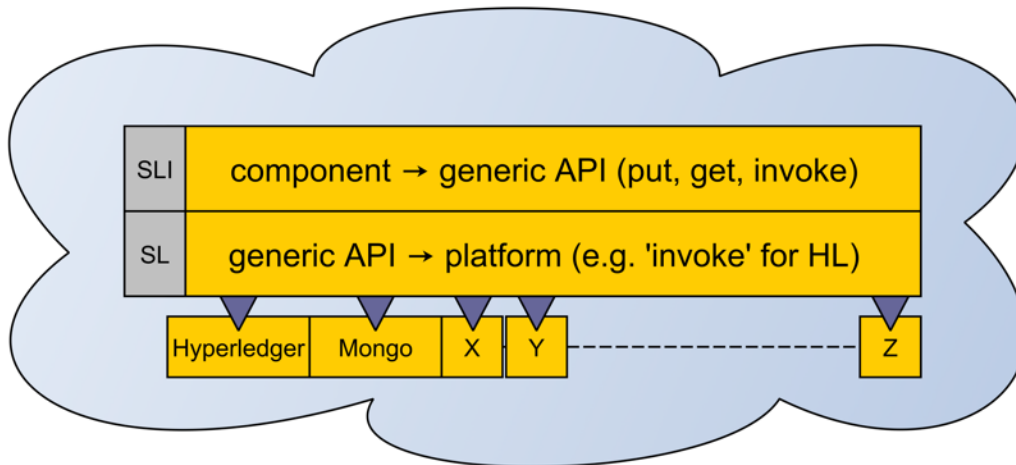 SLI component → generic API (put, get, invoke)
SL generic API → platform (e.g. 'invoke' for HL)
Hyperledger Mongo X Y Z